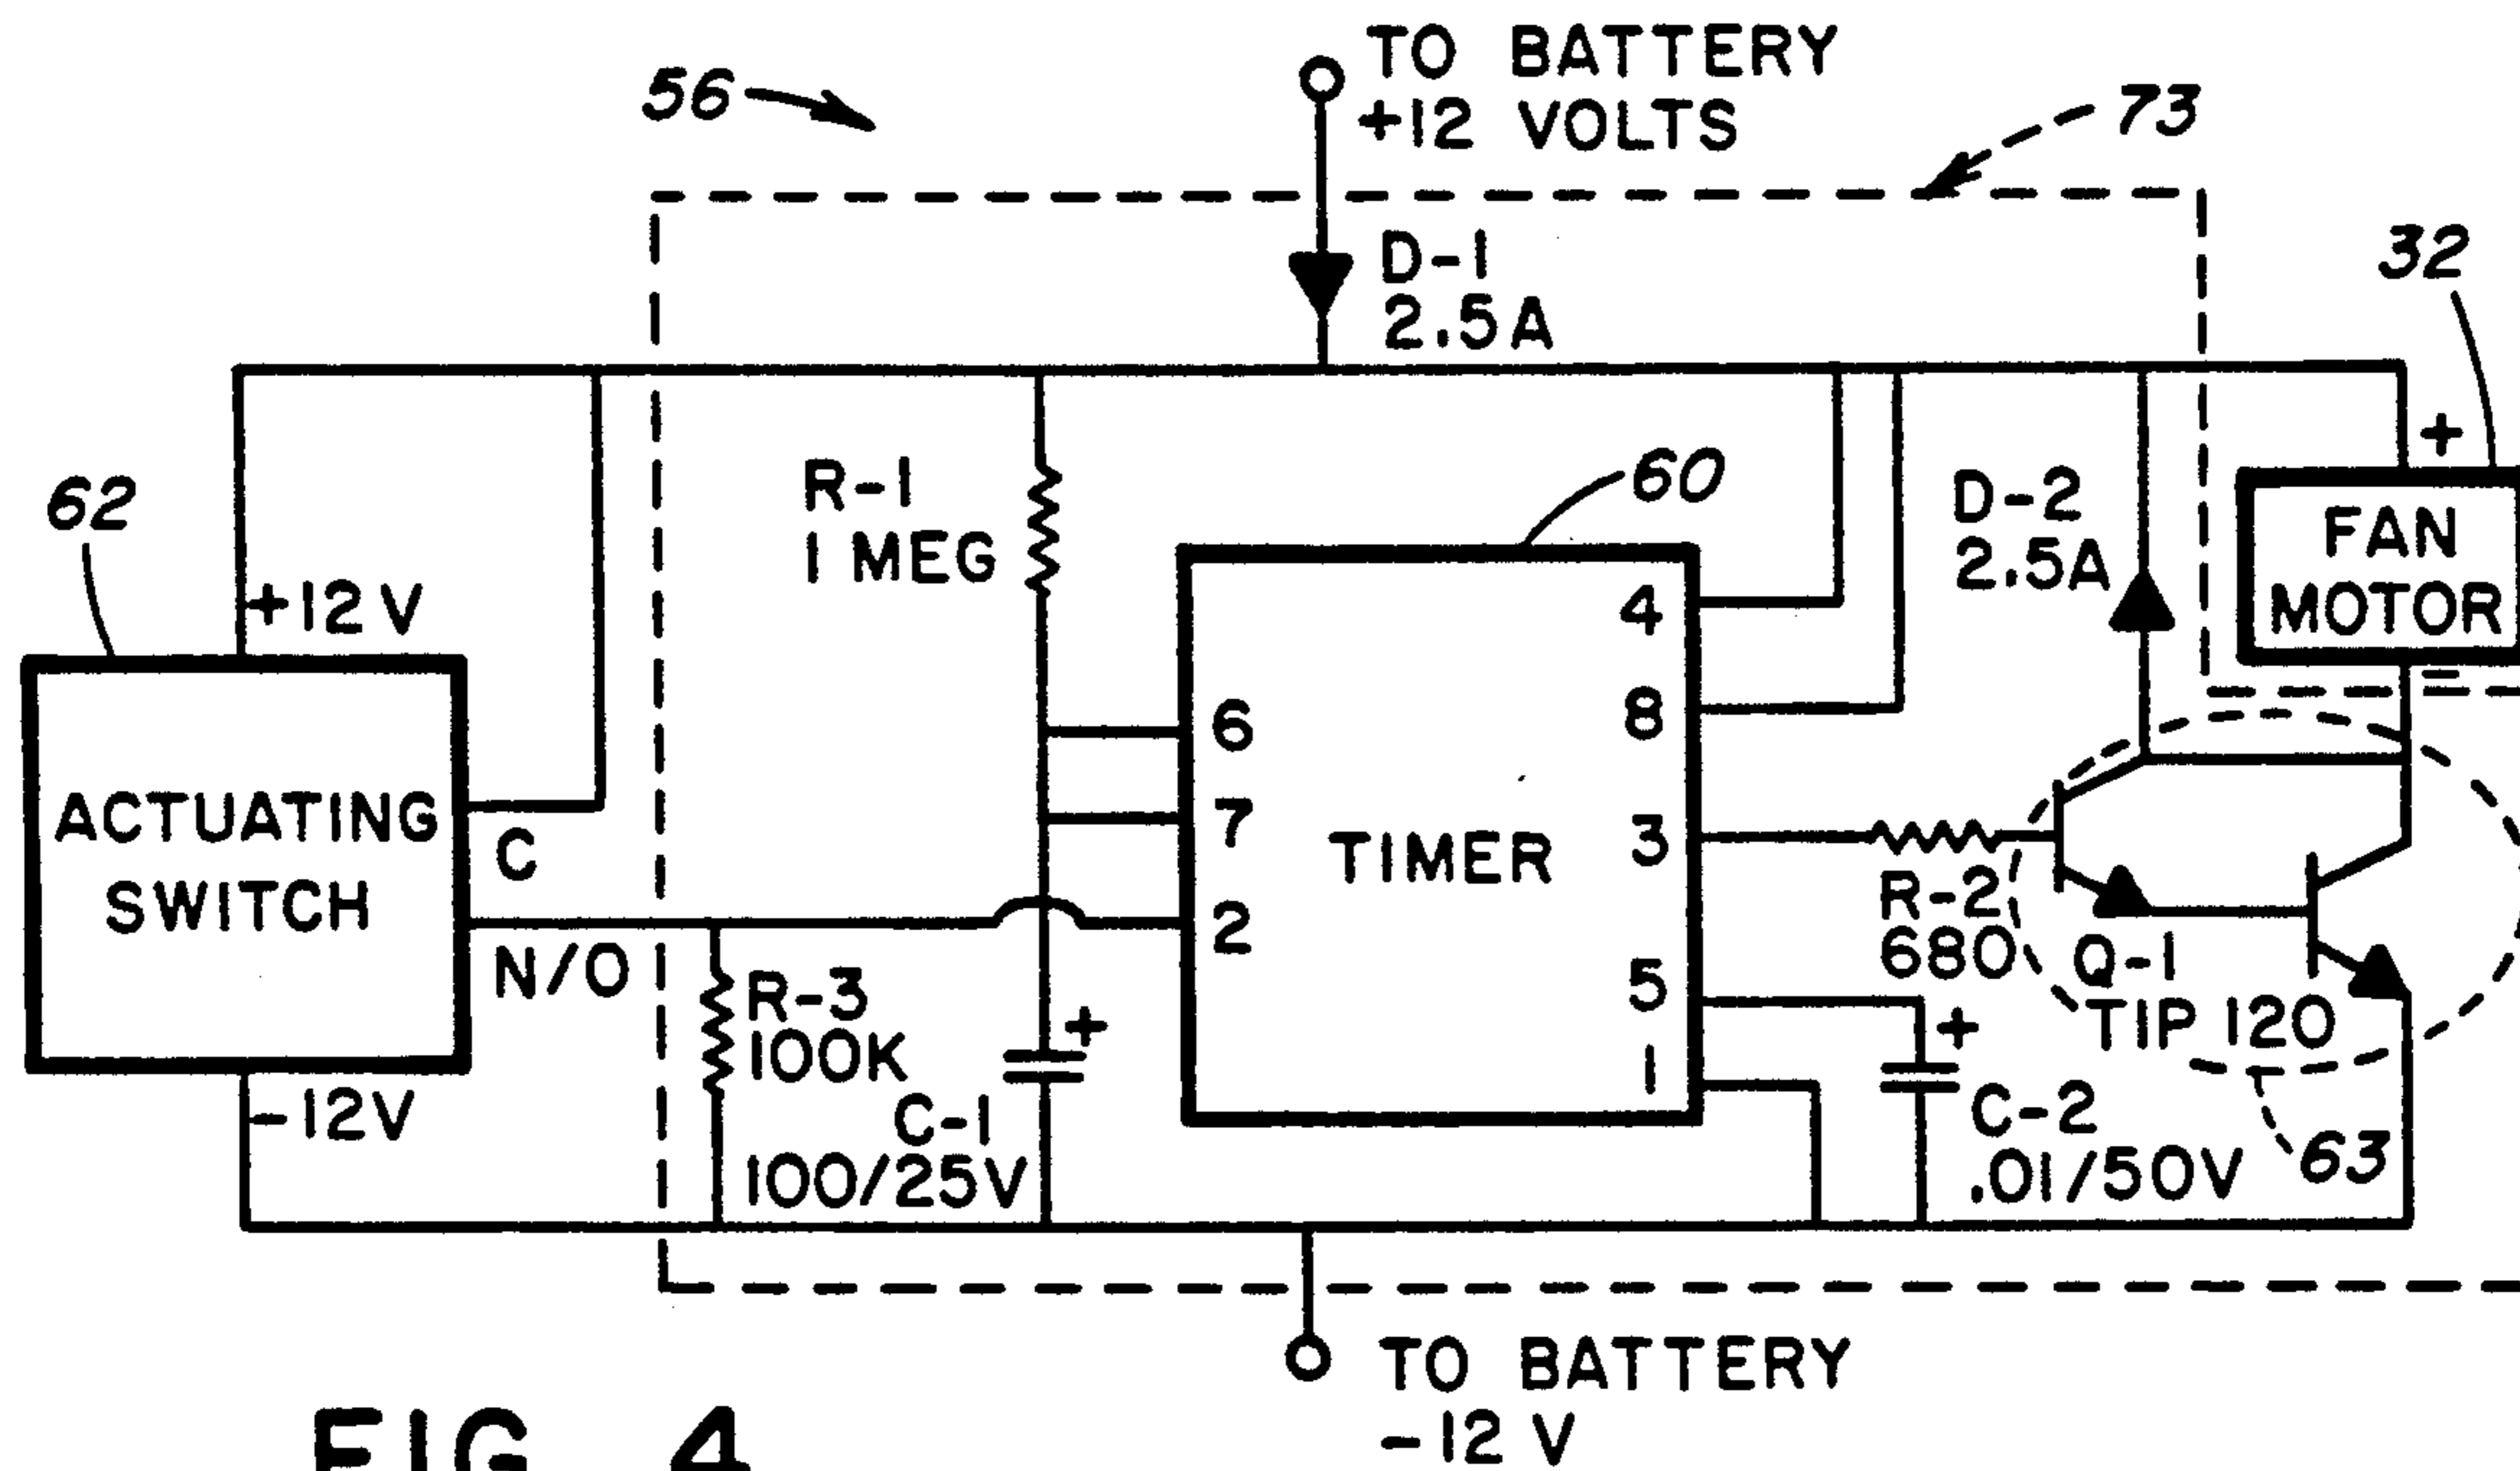 TO BATTERY
+12 VOLTS
56
73
D-1
2.5A
32
62
R-1
1 MEG
60
D-2
2.5A
+
FAN
MOTOR
-
+12V
4
8
6
7
3
2
5
1
TIMER
ACTUATING
SWITCH
C
N/O
R-2
680
Q-1
TIP 120
R-3
100K
+
+
-12V
C-1
100/25V
C-2
.01/50V
63
TO BATTERY
-12 V
FIG. 4